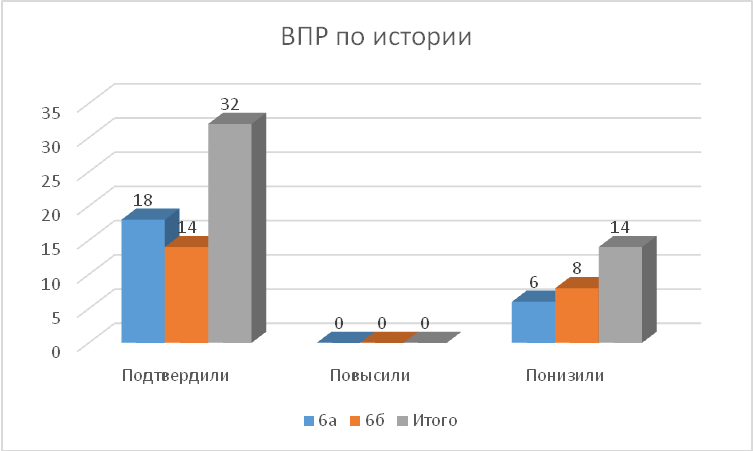 ВПР по истории
35
30
25
20
15
10
5
0
18
14
32
0
0
0
6
8
14
Подтвердили
Повысили
Понизили
6а
6б
Итого